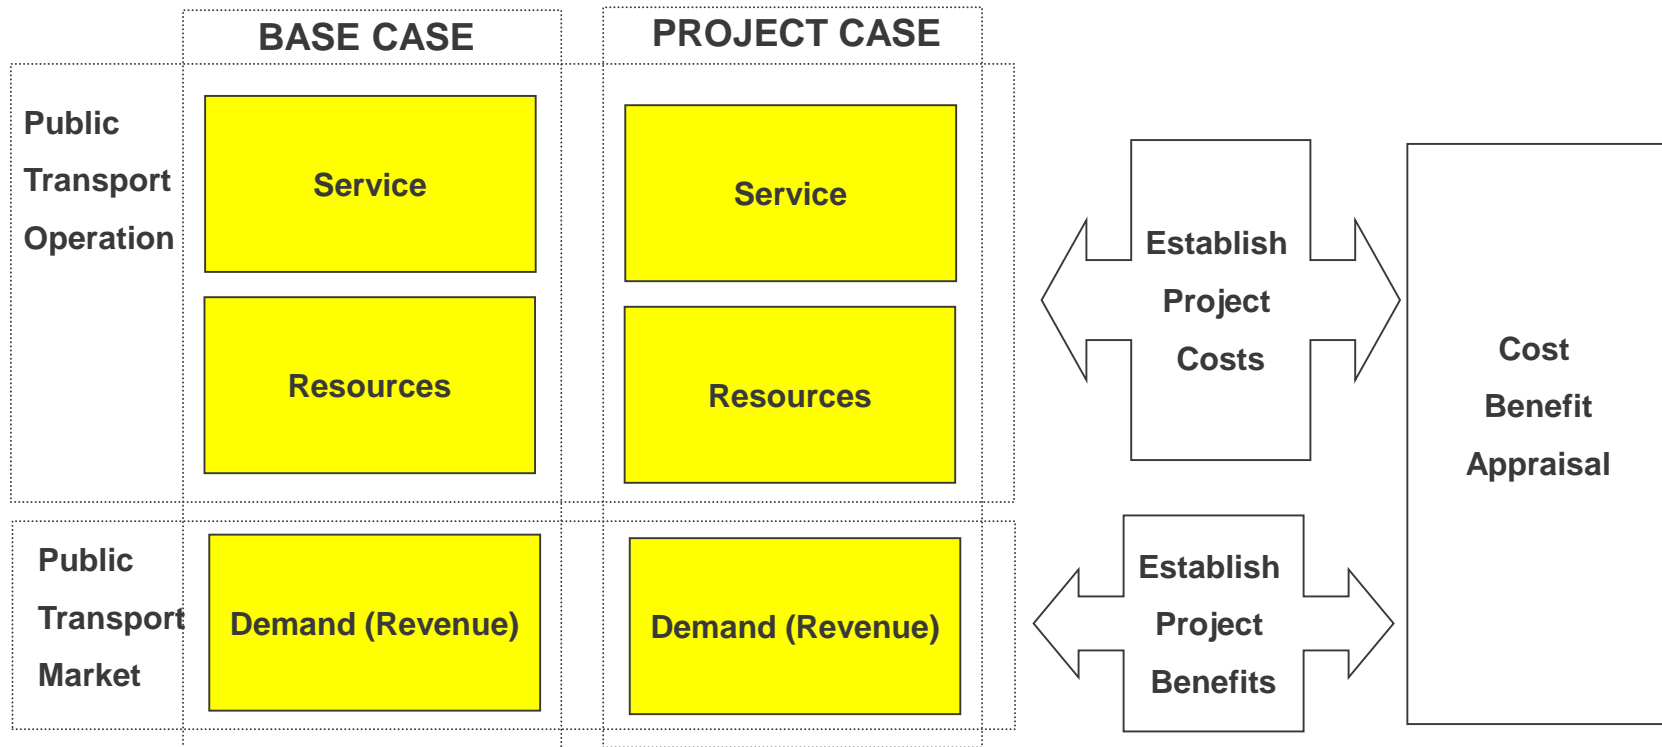 BASE CASE
PROJECT CASE
Public
Transport
Operation
Service
Service
Resources
Resources
Establish
Project
Costs
Cost
Benefit
Appraisal
Public
Transport
Market
Demand (Revenue)
Demand (Revenue)
Establish
Project
Benefits